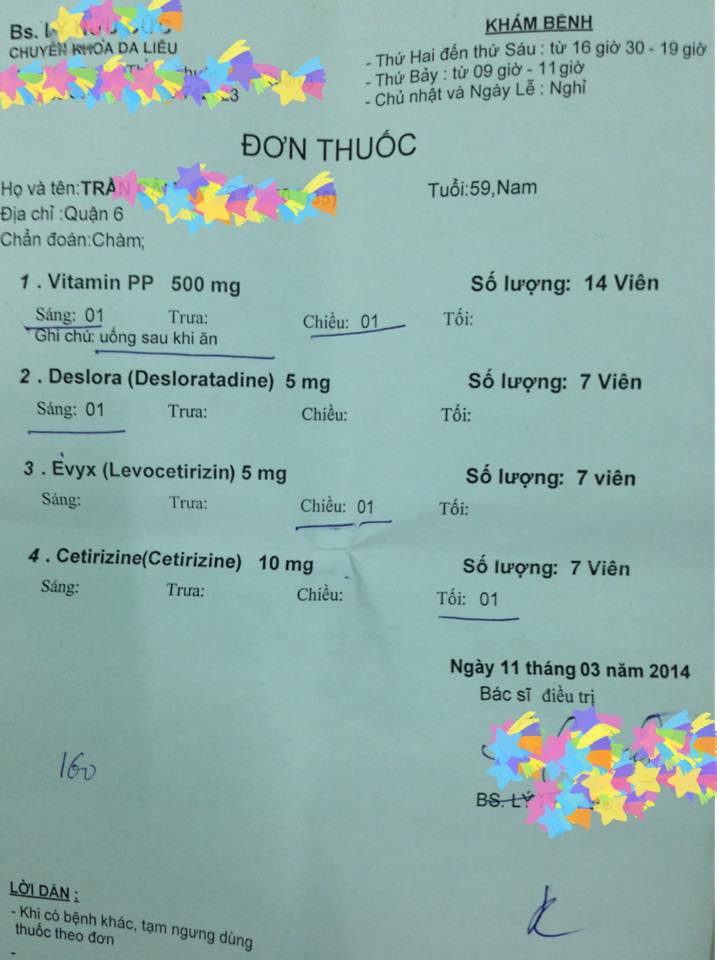 Bs. LÝ
CHUYÊN KHOA DA LIỄU
KHÁM BỆNH
- Thứ Hai đến thứ Sáu : từ 16 giờ 30 - 19 giờ
- Thứ Bảy : từ 09 giờ - 11 giờ
- Chủ nhật và Ngày Lễ : Nghỉ
ĐƠN THUỐC
Họ và tên:TRẦN
Tuổi:59,Nam
Địa chỉ :Quận 6
Chẩn đoán:Chàm;
1 . Vitamin PP 500 mg Số lượng: 14 Viên
Sáng: 01 Trưa: Chiều: 01 Tối:
Ghi chú: uống sau khi ăn
2 . Deslora (Desloratadine) 5 mg Số lượng: 7 Viên
Sáng: 01 Trưa: Chiều: Tối:
3 . Evyx (Levocetirizin) 5 mg Số lượng: 7 viên
Sáng: Trưa: Chiều: 01 Tối:
4 . Cetirizine(Cetirizine) 10 mg Số lượng: 7 Viên
Sáng: Trưa: Chiều: Tối: 01
Ngày 11 tháng 03 năm 2014
Bác sĩ điều trị
160
BS. LÝ
LỜI DẶN :
- Khi có bệnh khác, tạm ngưng dùng
thuốc theo đơn
-